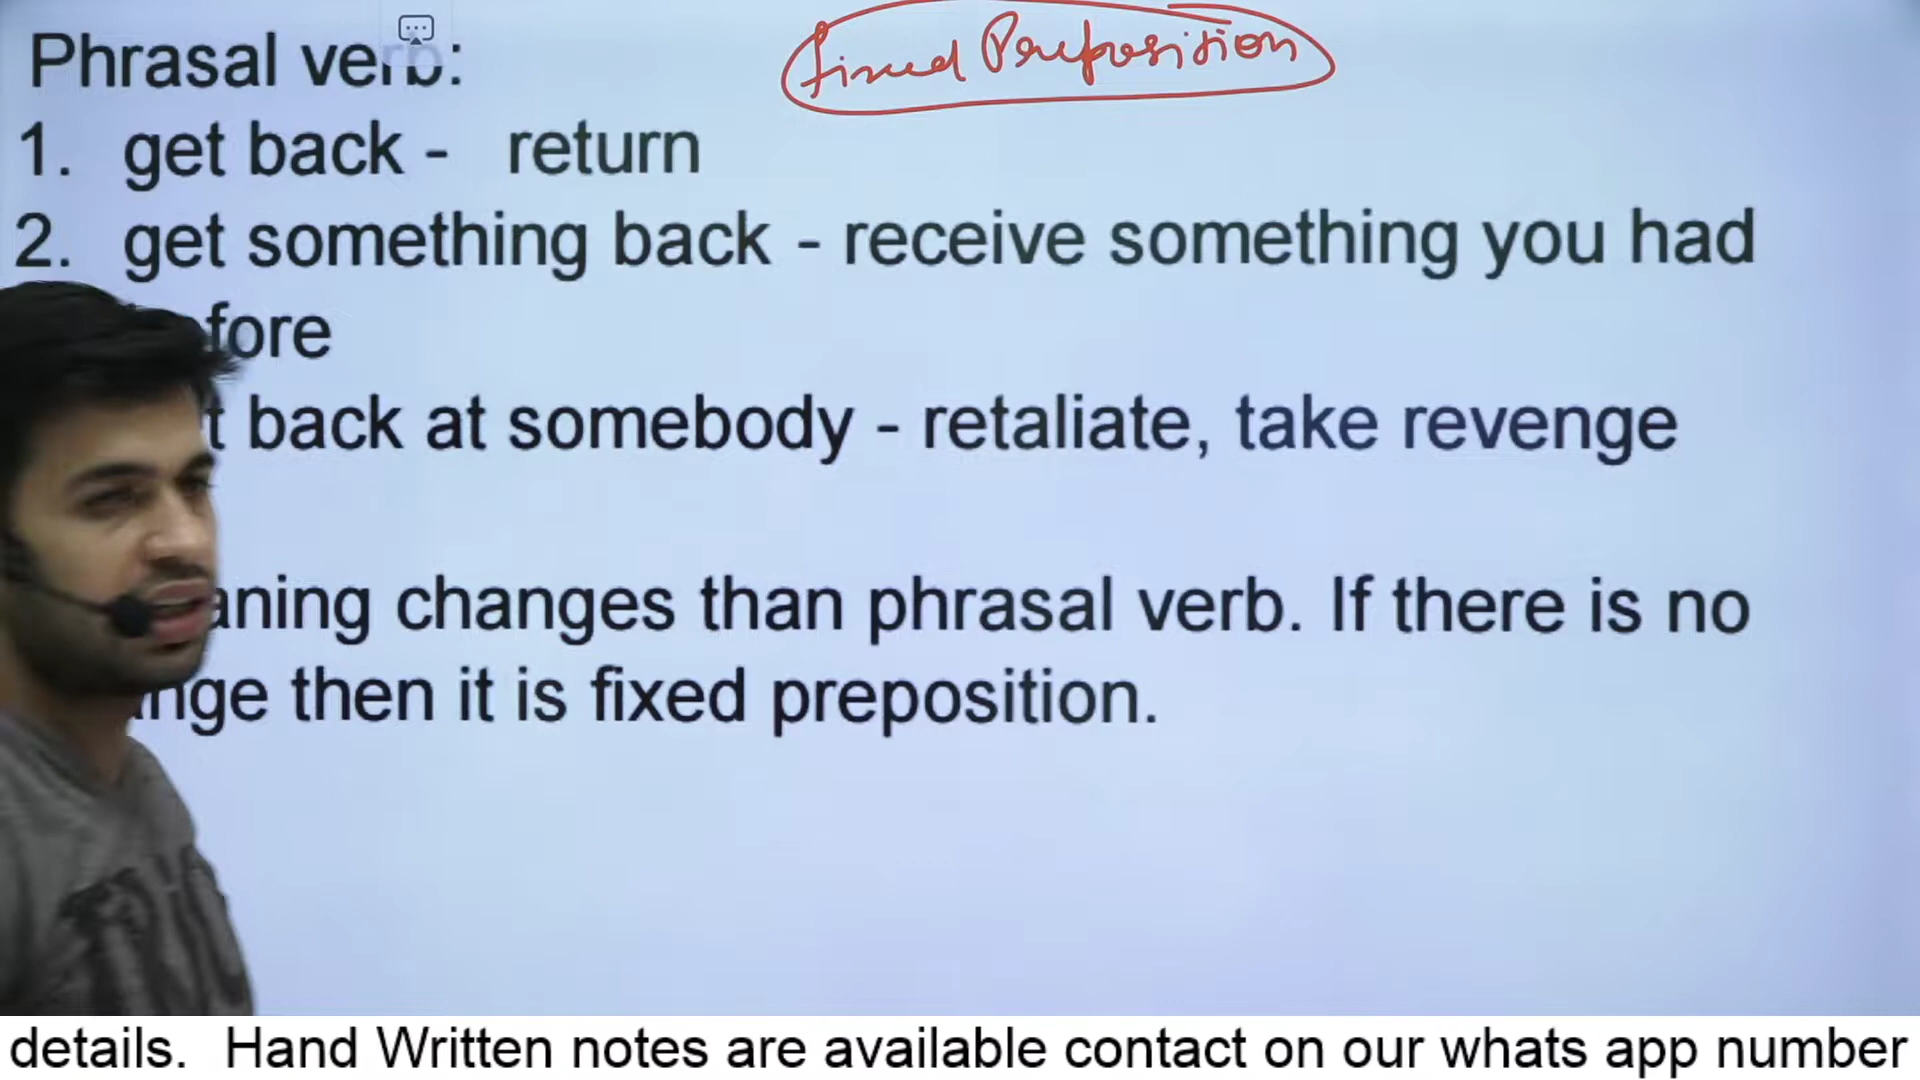 Phrasal verb:
fixed Preposition
1. get back - return
2. get something back - receive something you had
fore
t back at somebody - retaliate, take revenge
aning changes than phrasal verb. If there is no
nge then it is fixed preposition.
details. Hand Written notes are available contact on our whats app number